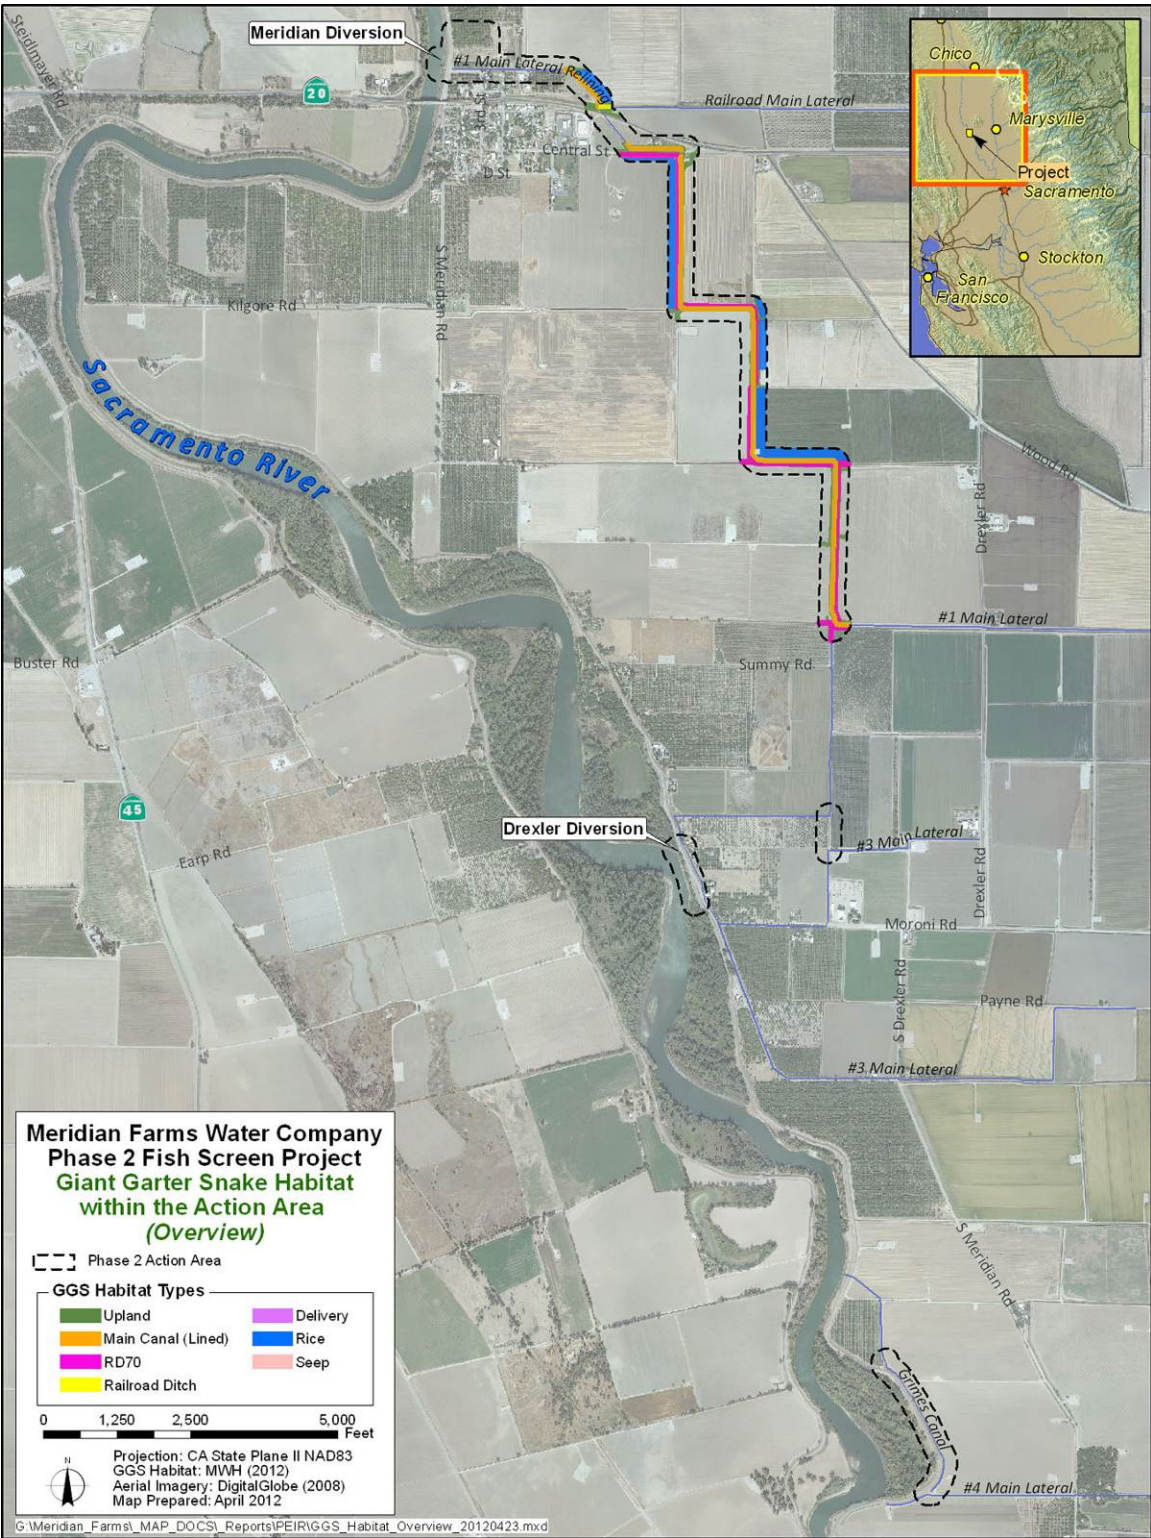 Steidlmayer Rd
Meridian Diversion
#1 Main Lateral Relining
20
3rd St
Railroad Main Lateral
Central St
D St
Kilgore Rd
S Meridian Rd
Sacramento River
Chico
Marysville
Project
Sacramento
Stockton
San
Francisco
Wood Rd
Drexler Rd
#1 Main Lateral
Buster Rd
Summy Rd
45
Earp Rd
Drexler Diversion
#3 Main Lateral
Drexler Rd
Moroni Rd
S Drexler Rd
Payne Rd
#3 Main Lateral
S Meridian Rd
Grimes Canal
#4 Main Lateral
Meridian Farms Water Company
Phase 2 Fish Screen Project
Giant Garter Snake Habitat
within the Action Area
(Overview)
Phase 2 Action Area
GGS Habitat Types
Upland
Main Canal (Lined)
RD70
Railroad Ditch
Delivery
Rice
Seep
0 1,250 2,500 5,000
Feet
N
Projection: CA State Plane II NAD83
GGS Habitat: MWH (2012)
Aerial Imagery: DigitalGlobe (2008)
Map Prepared: April 2012
G:\Meridian_Farms\_MAP_DOCS\_Reports\PEIR\GGS_Habitat_Overview_20120423.mxd